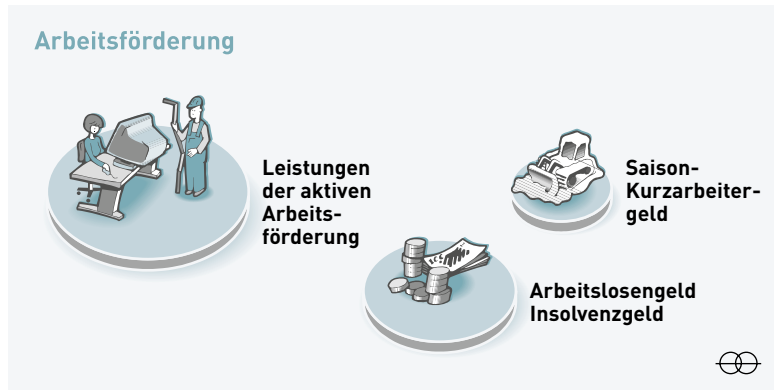 Arbeitsförderung
Leistungen
der aktiven
Arbeits-
förderung
Saison-
Kurzarbeiter-
geld
Arbeitslosengeld
Insolvenzgeld